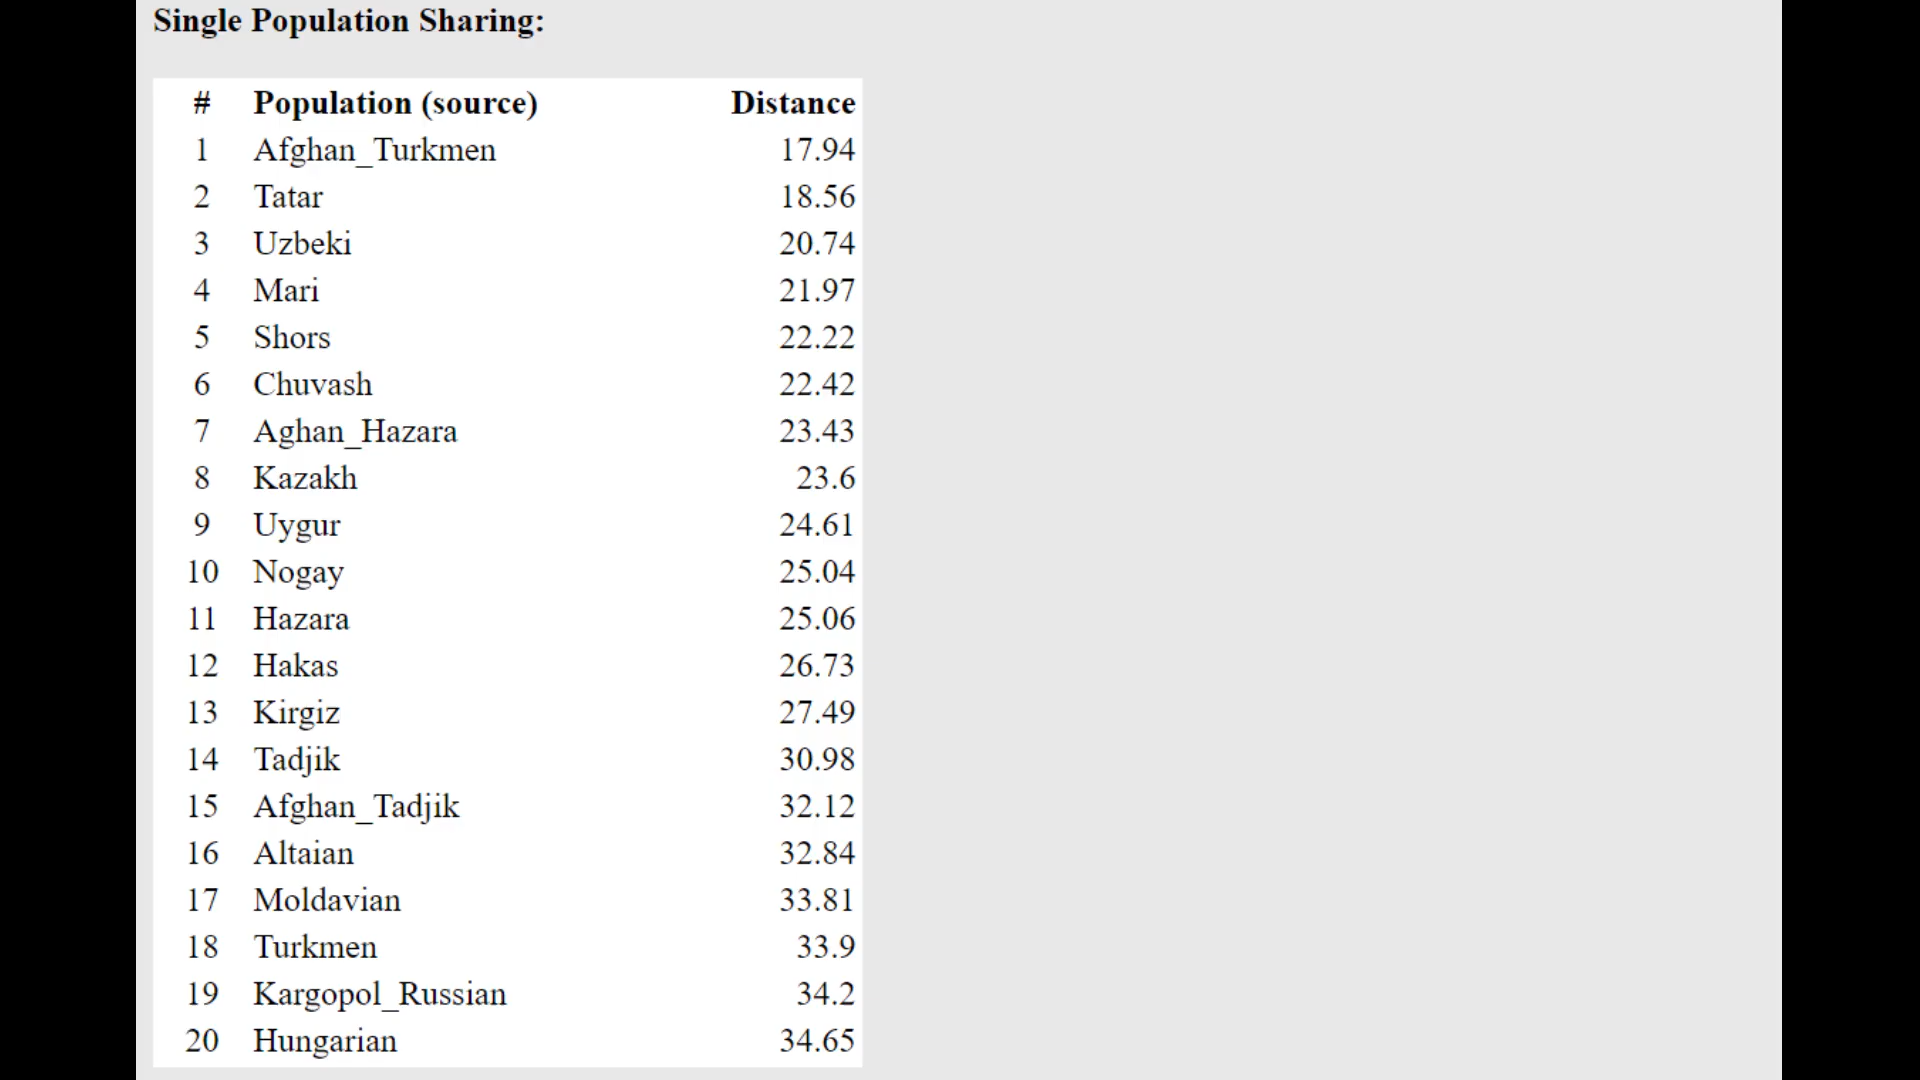 Single Population Sharing:
# Population (source) Distance
1 Afghan_Turkmen 17.94
2 Tatar 18.56
3 Uzbeki 20.74
4 Mari 21.97
5 Shors 22.22
6 Chuvash 22.42
7 Aghan_Hazara 23.43
8 Kazakh 23.6
9 Uygur 24.61
10 Nogay 25.04
11 Hazara 25.06
12 Hakas 26.73
13 Kirgiz 27.49
14 Tadjik 30.98
15 Afghan_Tadjik 32.12
16 Altaian 32.84
17 Moldavian 33.81
18 Turkmen 33.9
19 Kargopol_Russian 34.2
20 Hungarian 34.65